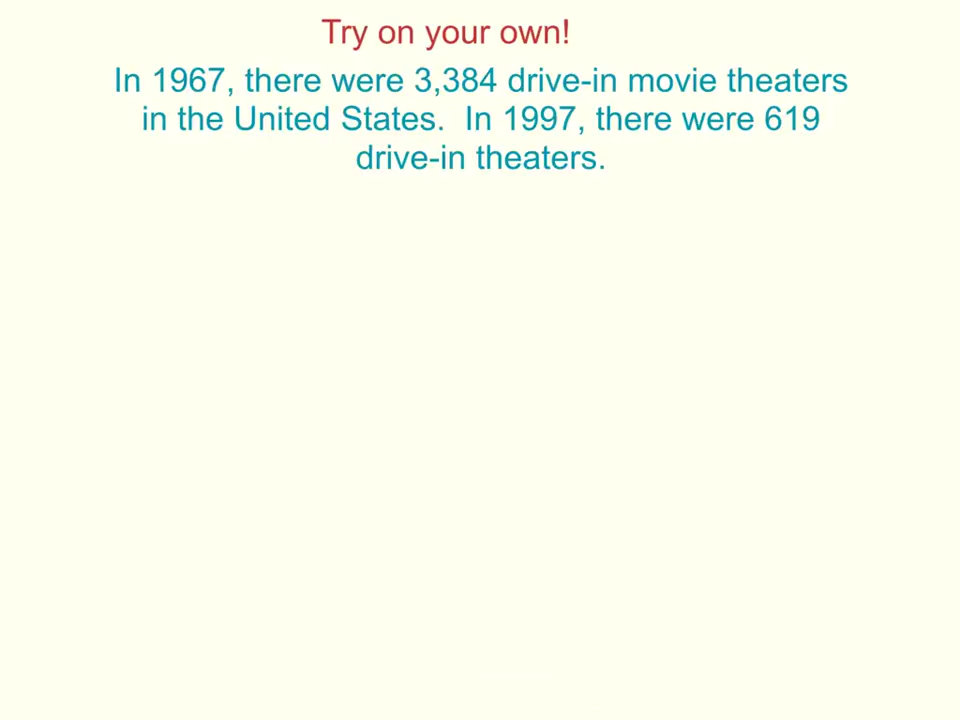 Try on your own!
In 1967, there were 3,384 drive-in movie theaters
in the United States.  In 1997, there were 619
drive-in theaters.